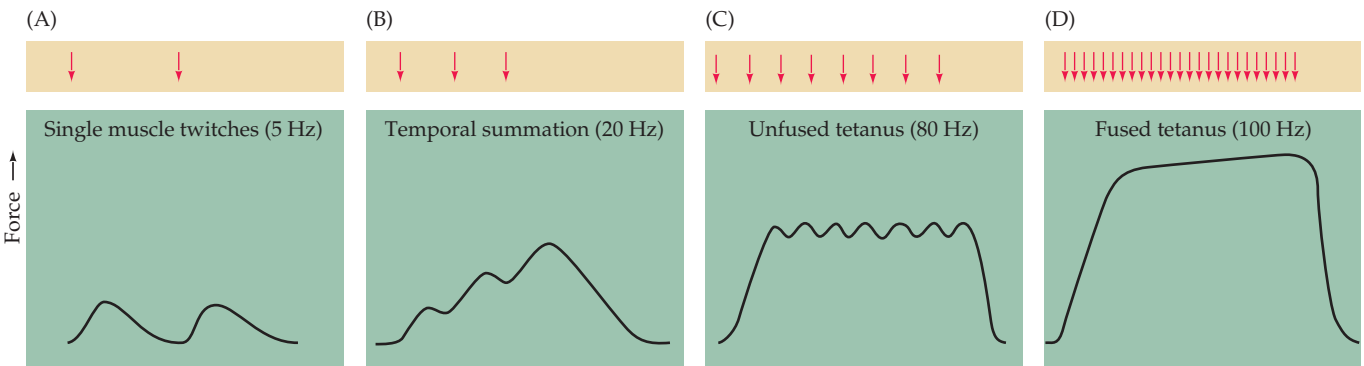 (A)
(B)
(C)
(D)
Single muscle twitches (5 Hz)
Temporal summation (20 Hz)
Unfused tetanus (80 Hz)
Fused tetanus (100 Hz)
Force